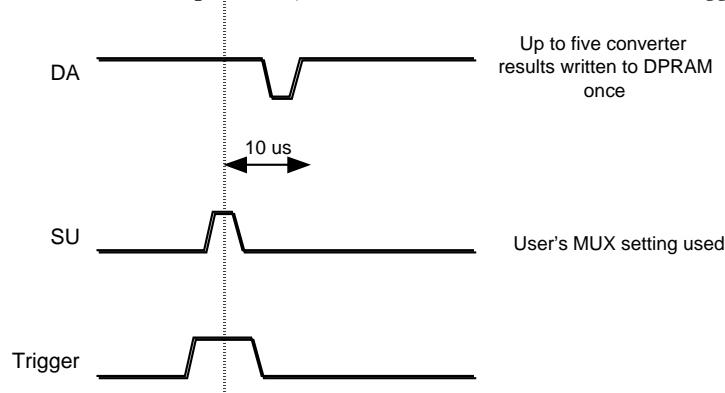 DA
Up to five converter
results written to DPRAM
once
10 us
SU
User's MUX setting used
Trigger